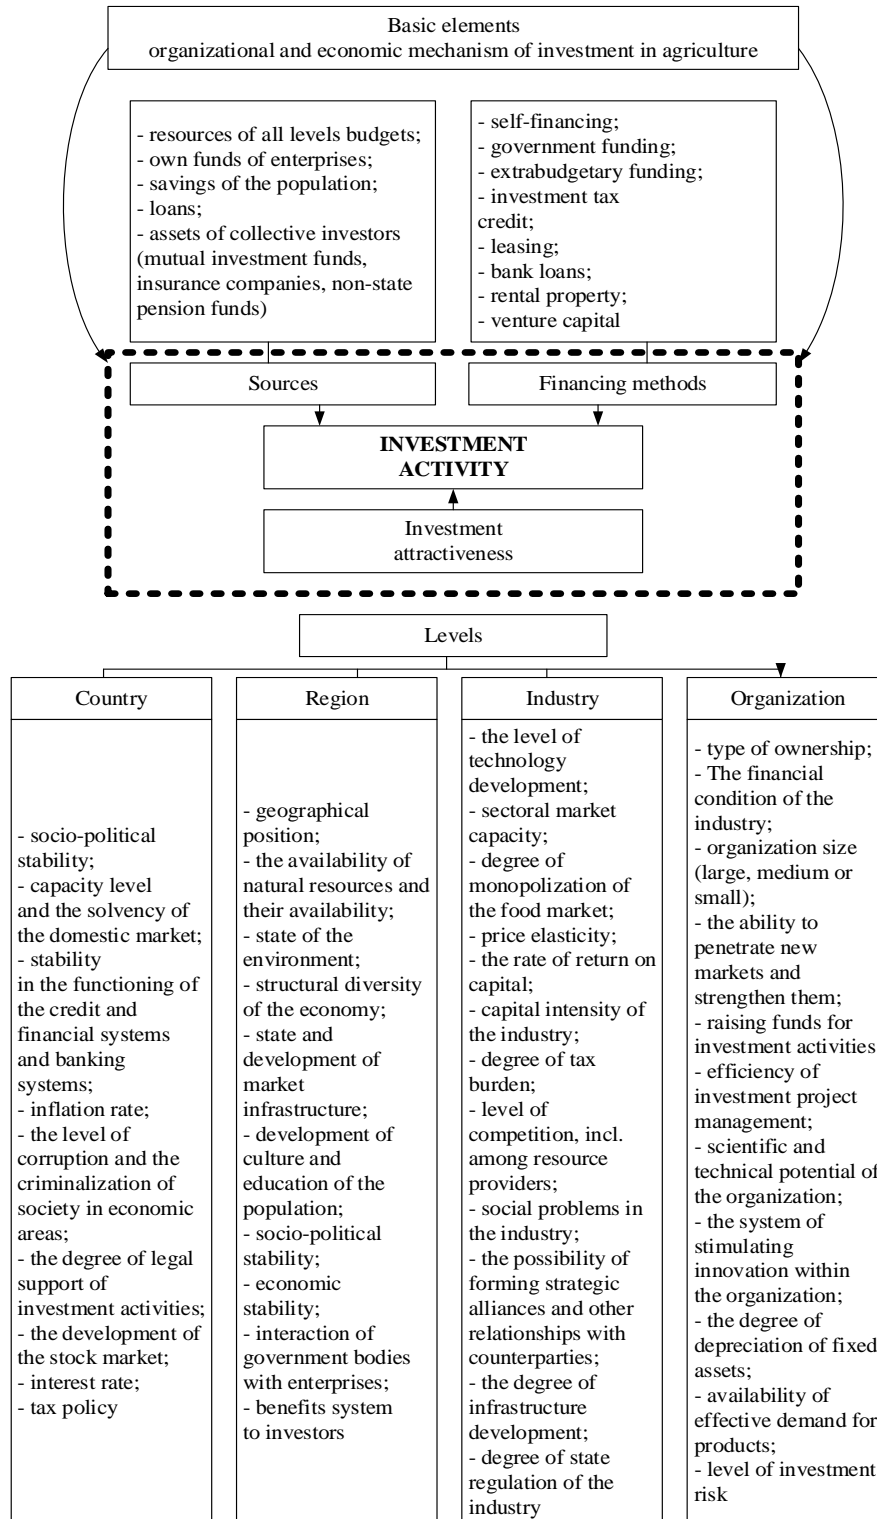 Basic elements
organizational and economic mechanism of investment in agriculture
- resources of all levels budgets;
- own funds of enterprises;
- savings of the population;
- loans;
- assets of collective investors
(mutual investment funds,
insurance companies, non-state
pension funds)
- self-financing;
- government funding;
- extrabudgetary funding;
- investment tax
credit;
- leasing;
- bank loans;
- rental property;
- venture capital
Sources
Financing methods
INVESTMENT
ACTIVITY
Investment
attractiveness
Levels
Country
- socio-political
stability;
- capacity level
and the solvency of
the domestic market;
- stability
in the functioning of
the credit and
financial systems
and banking
systems;
- inflation rate;
- the level of
corruption and the
criminalization of
society in economic
areas;
- the degree of legal
support of
investment activities;
- the development of
the stock market;
- interest rate;
- tax policy
Region
- geographical
position;
- the availability of
natural resources and
their availability;
- state of the
environment;
- structural diversity
of the economy;
- state and
development of
market
infrastructure;
- development of
culture and
education of the
population;
- socio-political
stability;
- economic
stability;
- interaction of
government bodies
with enterprises;
- benefits system
to investors
Industry
- the level of
technology
development;
- sectoral market
capacity;
- degree of
monopolization of
the food market;
- price elasticity;
- the rate of return on
capital;
- capital intensity of
the industry;
- degree of tax
burden;
- level of
competition, incl.
among resource
providers;
- social problems in
the industry;
- the possibility of
forming strategic
alliances and other
relationships with
counterparties;
- the degree of
infrastructure
development;
- degree of state
regulation of the
industry
Organization
- type of ownership;
- The financial
condition of the
industry;
- organization size
(large, medium or
small);
- the ability to
penetrate new
markets and
strengthen them;
- raising funds for
investment activities
- efficiency of
investment project
management;
- scientific and
technical potential of
the organization;
- the system of
stimulating
innovation within
the organization;
- the degree of
depreciation of fixed
assets;
- availability of
effective demand for
products;
- level of investment
risk